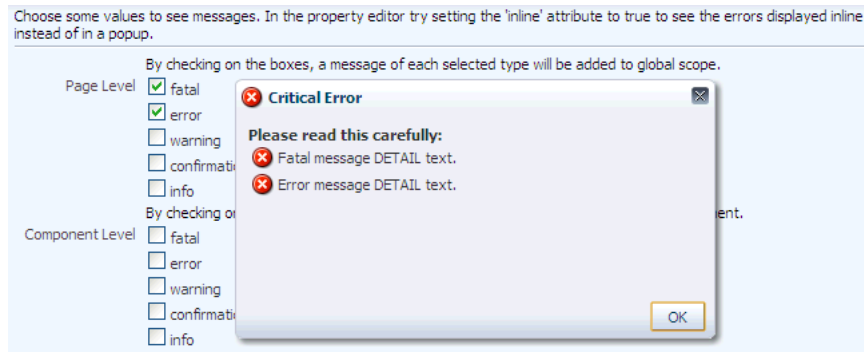 Choose some values to see messages. In the property editor try setting the 'inline' attribute to true to see the errors displayed inline
instead of in a popup.
By checking on the boxes, a message of each selected type will be added to global scope.
Page Level
fatal
error
warning
confirmati
info
Critical Error
Please read this carefully:
Fatal message DETAIL text.
Error message DETAIL text.
OK
By checking o
ent.
Component Level
fatal
error
warning
confirmati
info